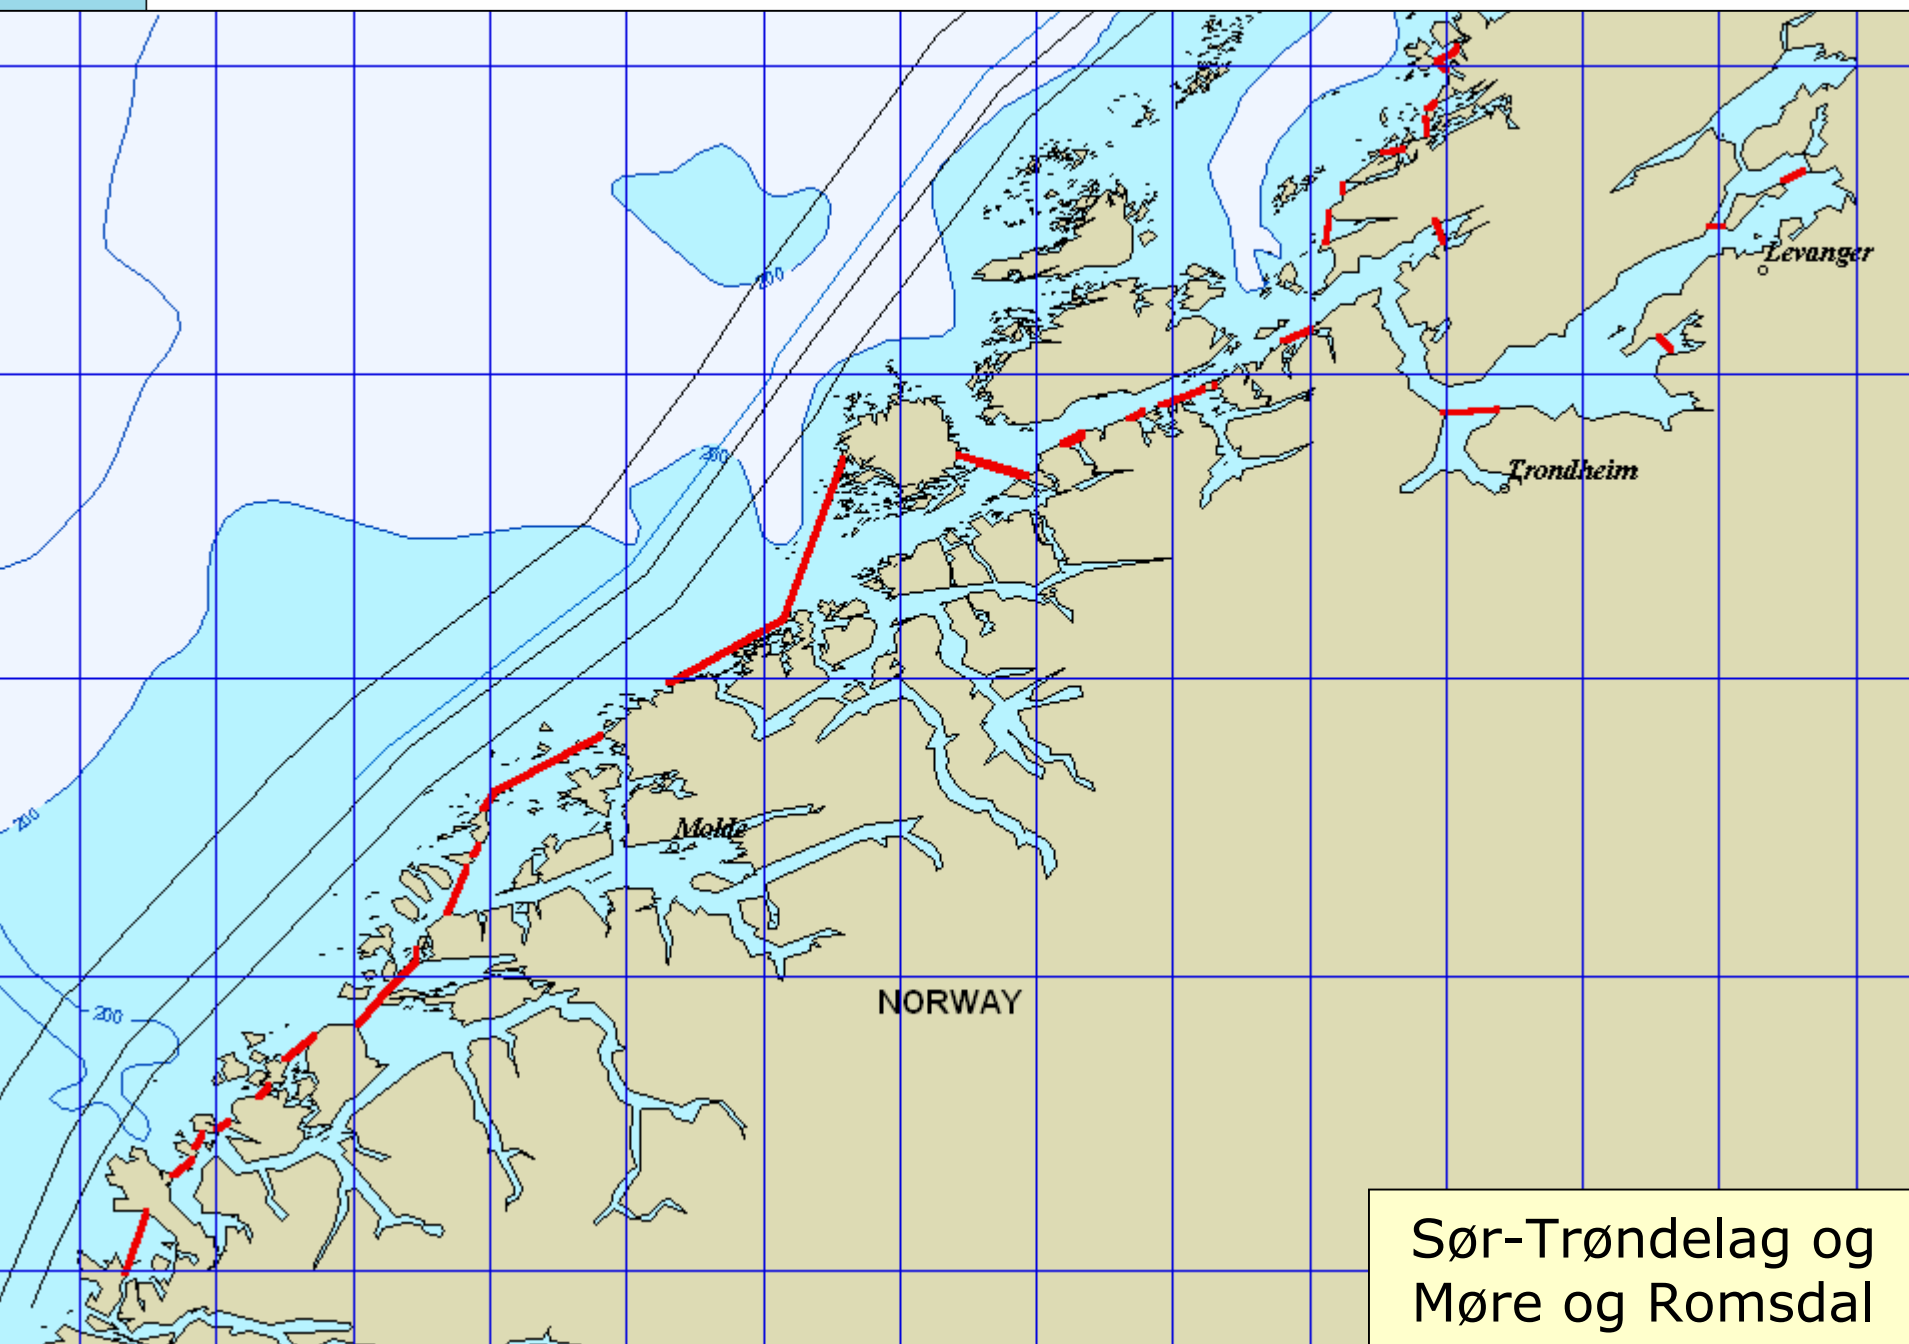 200
Levanger
200
Trondheim
200
Molde
200
NORWAY
Sør-Trøndelag og
Møre og Romsdal